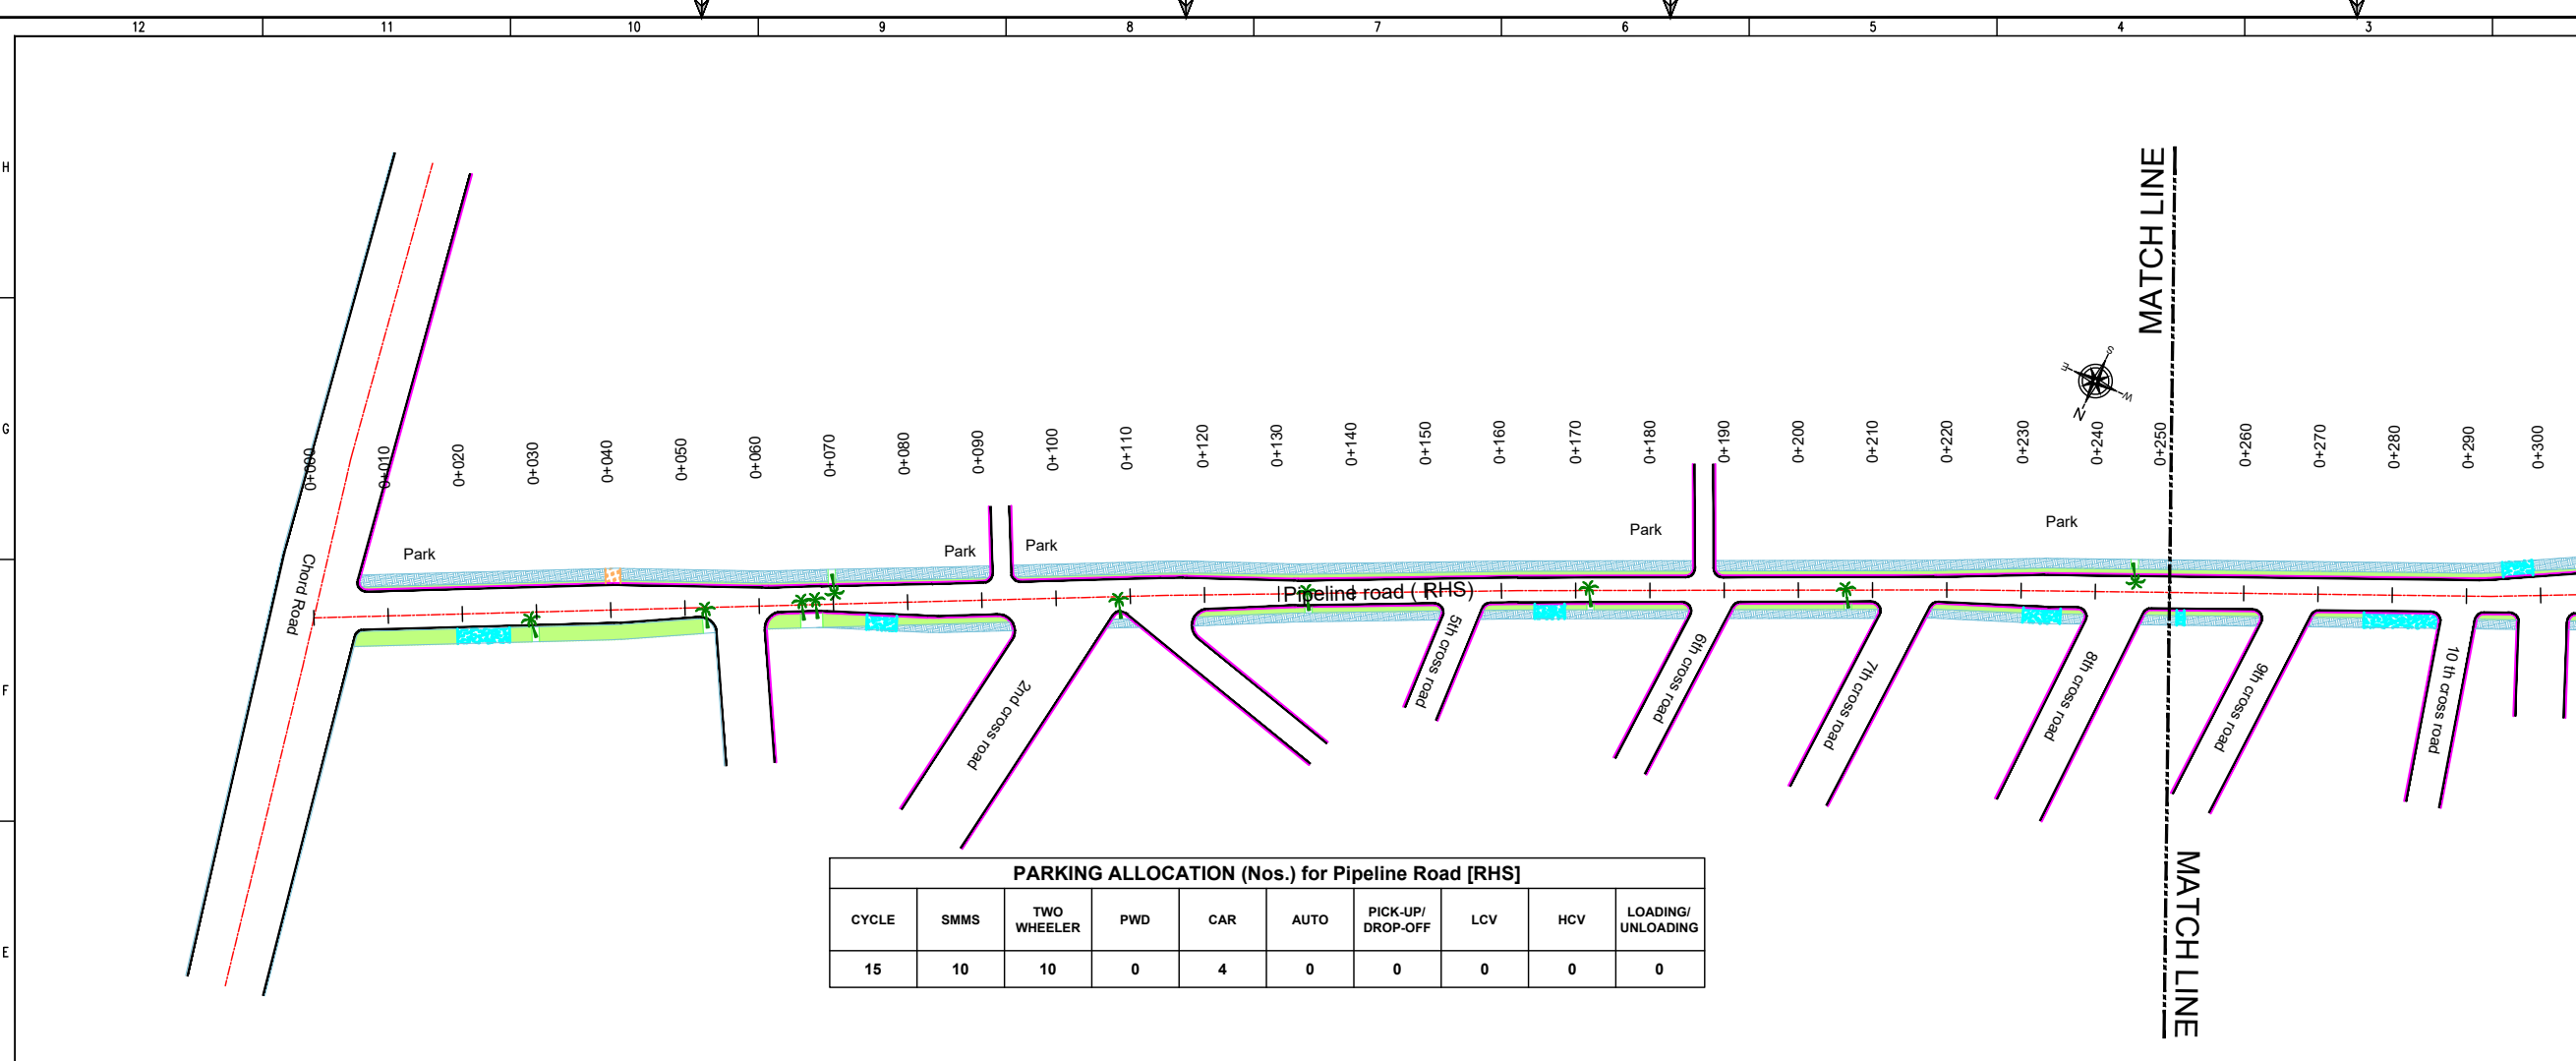 12 11 10 9 8 7 6 5 4 3
H
MATCH LINE
S
E
W
N
G
0+000 0+010 0+020 0+030 0+040 0+050 0+060 0+070 0+080 0+090 0+100 0+110 0+120 0+130 0+140 0+150 0+160 0+170 0+180 0+190 0+200 0+210 0+220 0+230 0+240 0+250 0+260 0+270 0+280 0+290 0+300
Park
Park
Park
Park
Park
Chord Road
Pipeline road ( RHS)
F
2nd cross road
5th cross road
6th cross road
7th cross road
8th cross road
9th cross road
10 th cross road
MATCH LINE
E
PARKING ALLOCATION (Nos.) for Pipeline Road [RHS]
CYCLE SMMS TWO WHEELER PWD CAR AUTO PICK-UP/ DROP-OFF LCV HCV LOADING/ UNLOADING
15 10 10 0 4 0 0 0 0 0